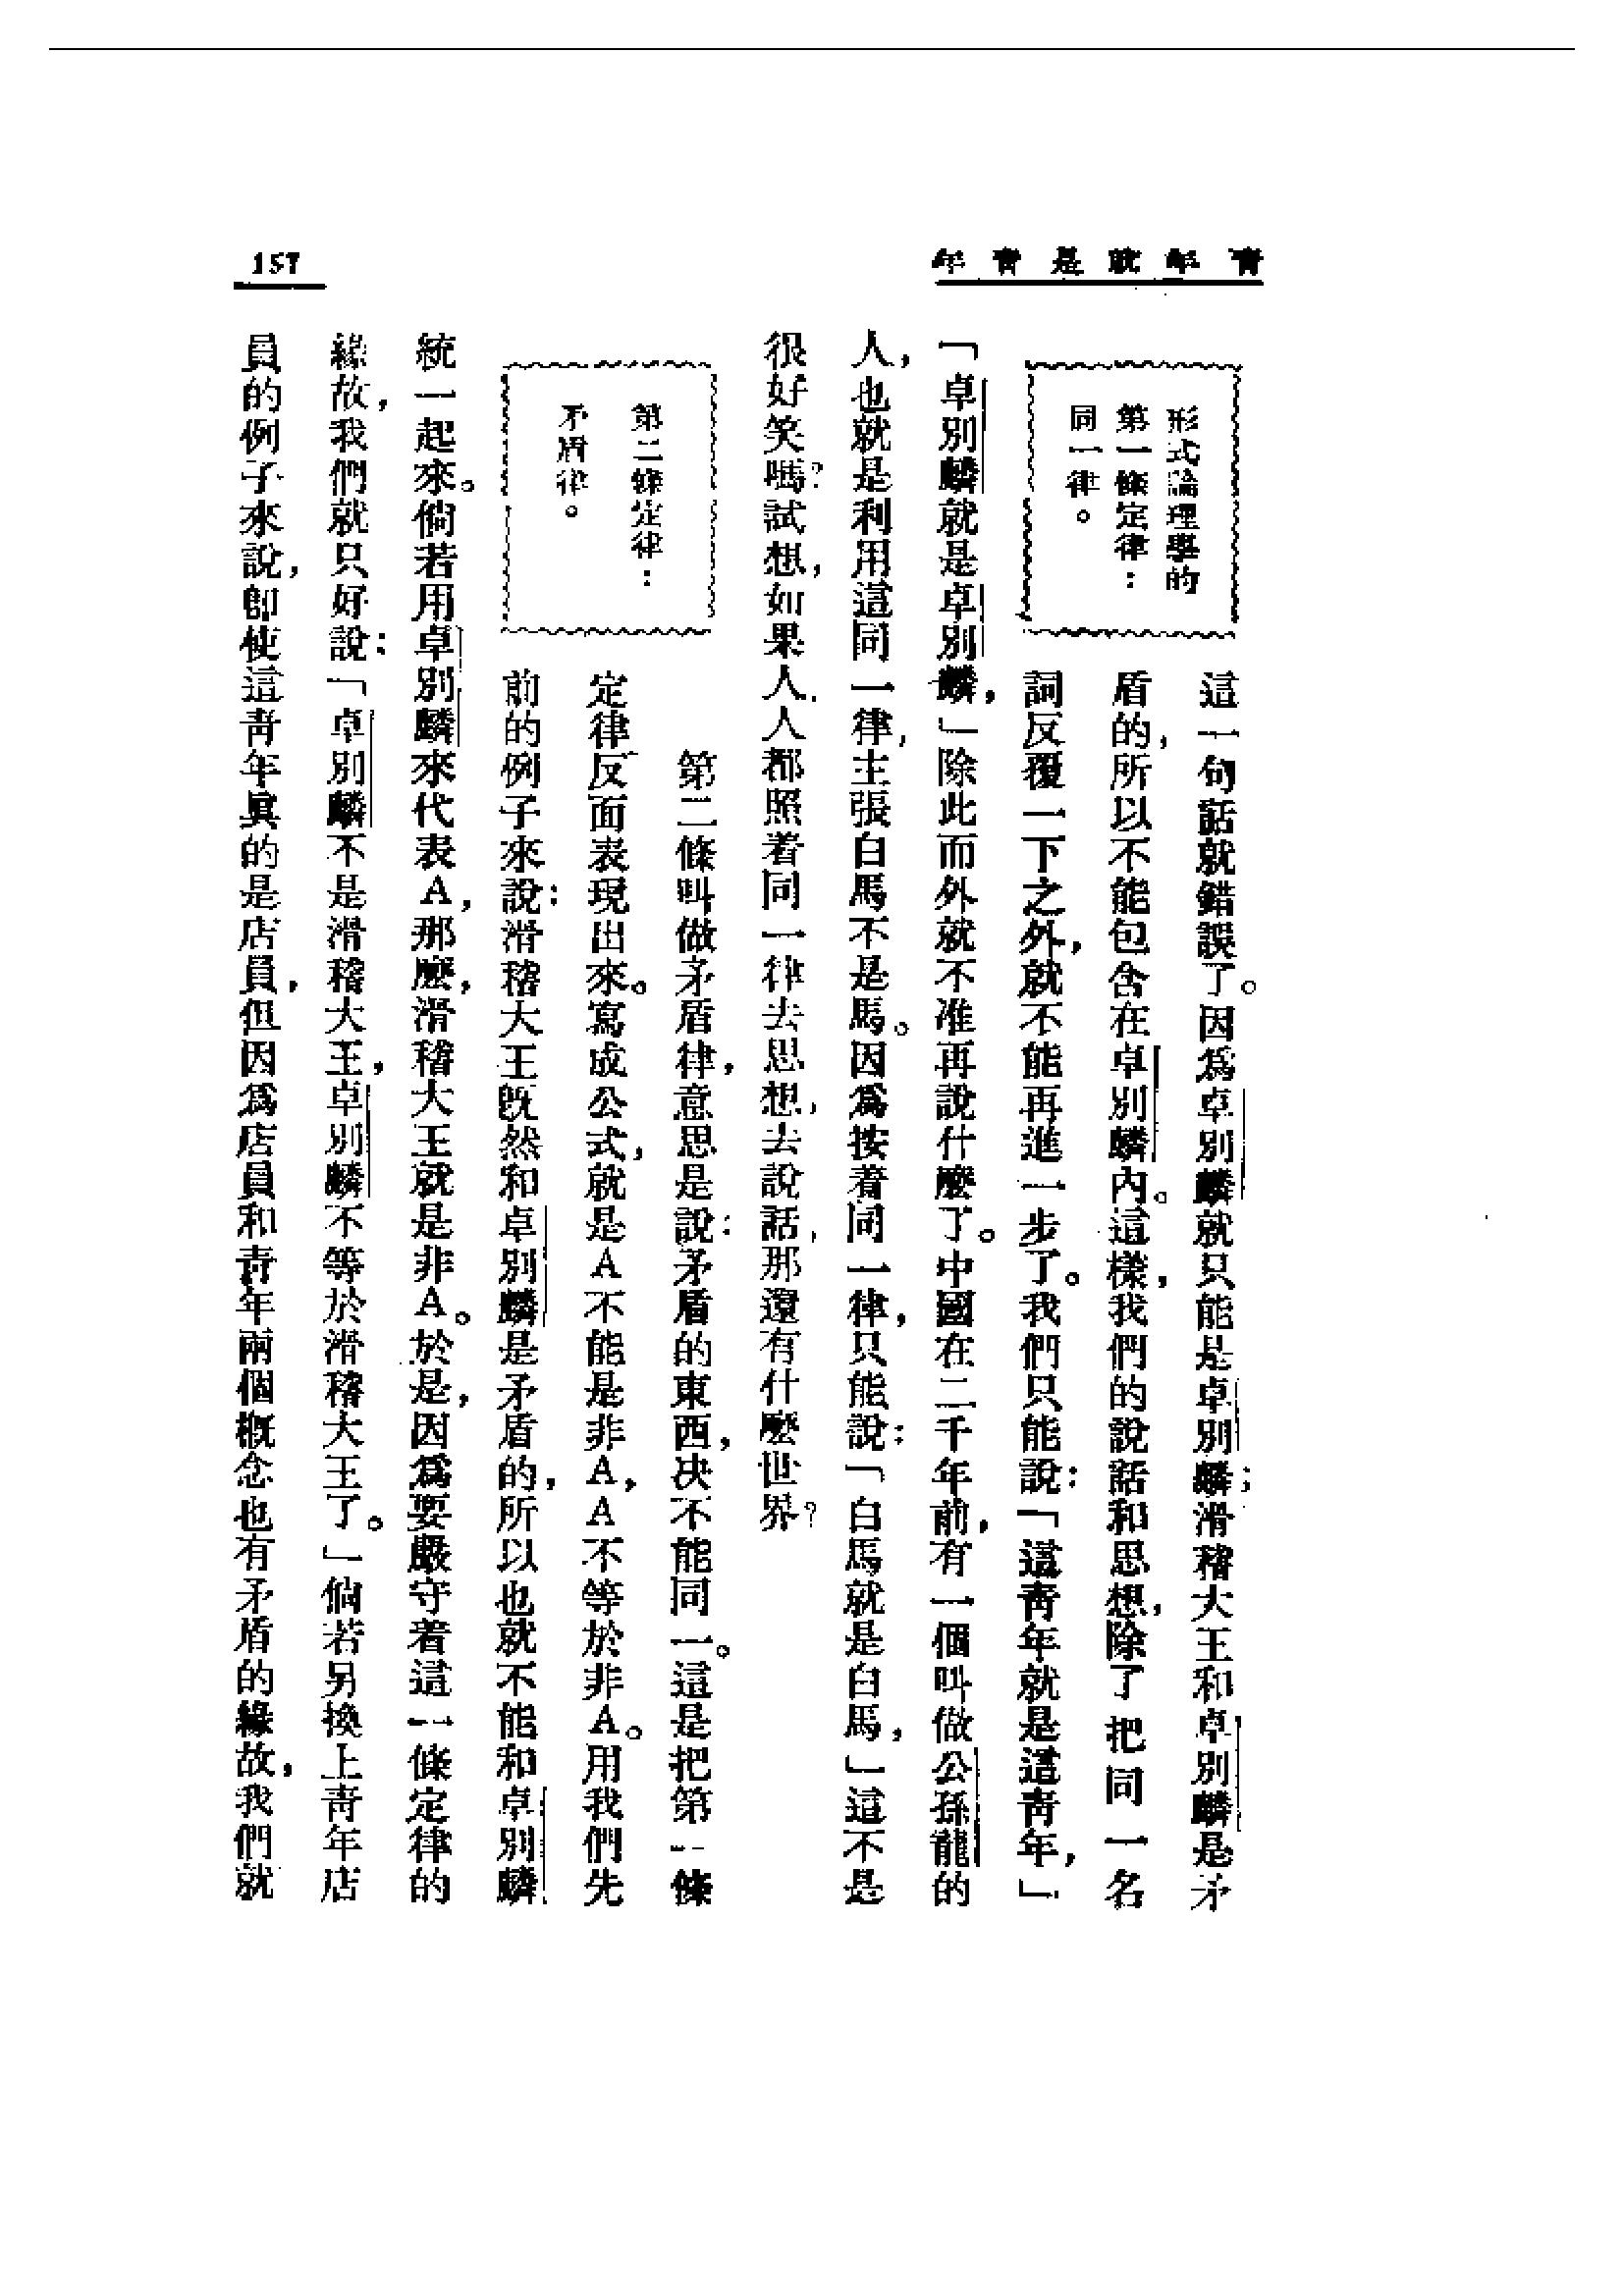 青年就是青年
157
形式論理學的
第一條定律：
同一律。
這一句話就錯誤了。因爲卓別麟就只能是卓別麟；滑稽大王和卓別麟是矛
盾的，所以不能包含在卓別麟內。這樣，我們的說話和思想，除了把同一名
詞反覆一下之外，就不能再進一步了。我們只能說：「這靑年就是這靑年，」
「卓別麟就是卓別麟，」除此而外就不准再說什麼了。中國在二千年前，有一個叫做公孫龍的
人，也就是利用這同一律，主張白馬不是馬。因爲按着同一律，只能說：「白馬就是白馬，」這不是
很好笑嗎？試想，如果人人都照着同一律去思想，去說話，那還有什麼世界？
第二條定律：
矛盾律。
第二條叫做矛盾律，意思是說：矛盾的東西，决不能同一。這是把第一條
定律反面表現出來。寫成公式，就是A不能是非A，A不等於非A。用我們先
前的例子來說：滑稽大王既然和卓別麟是矛盾的，所以也就不能和卓別麟
統一起來。倘若用卓別麟來代表A，那麼，滑稽大王就是非A。於是，因爲要嚴守着這一條定律的
緣故，我們就只好說：「卓別麟不是滑稽大王，卓別麟不等於滑稽大王了。」倘若另換上靑年店
員的例子來說，卽使這靑年眞的是店員，但因爲店員和靑年兩個概念也有矛盾的緣故，我們就